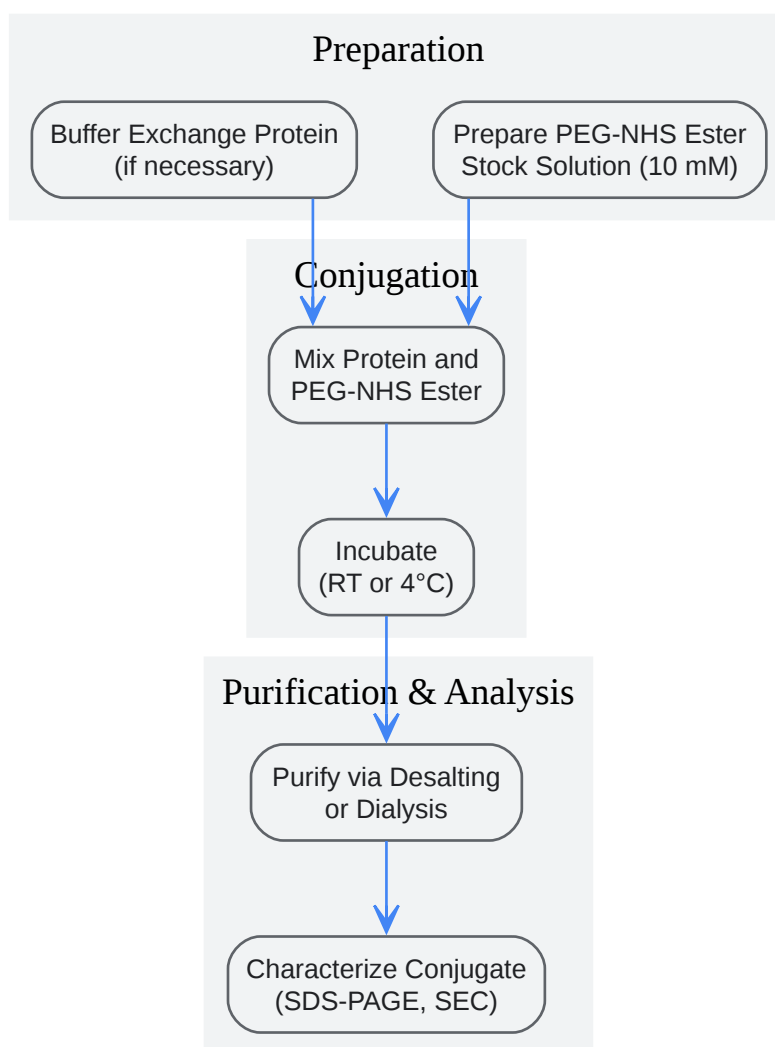 Preparation
Buffer Exchange Protein
(if necessary)
Prepare PEG-NHS Ester
Stock Solution (10 mM)
Conjugation
Mix Protein and
PEG-NHS Ester
Incubate
(RT or 4°C)
Purification & Analysis
Purify via Desalting
or Dialysis
Characterize Conjugate
(SDS-PAGE, SEC)